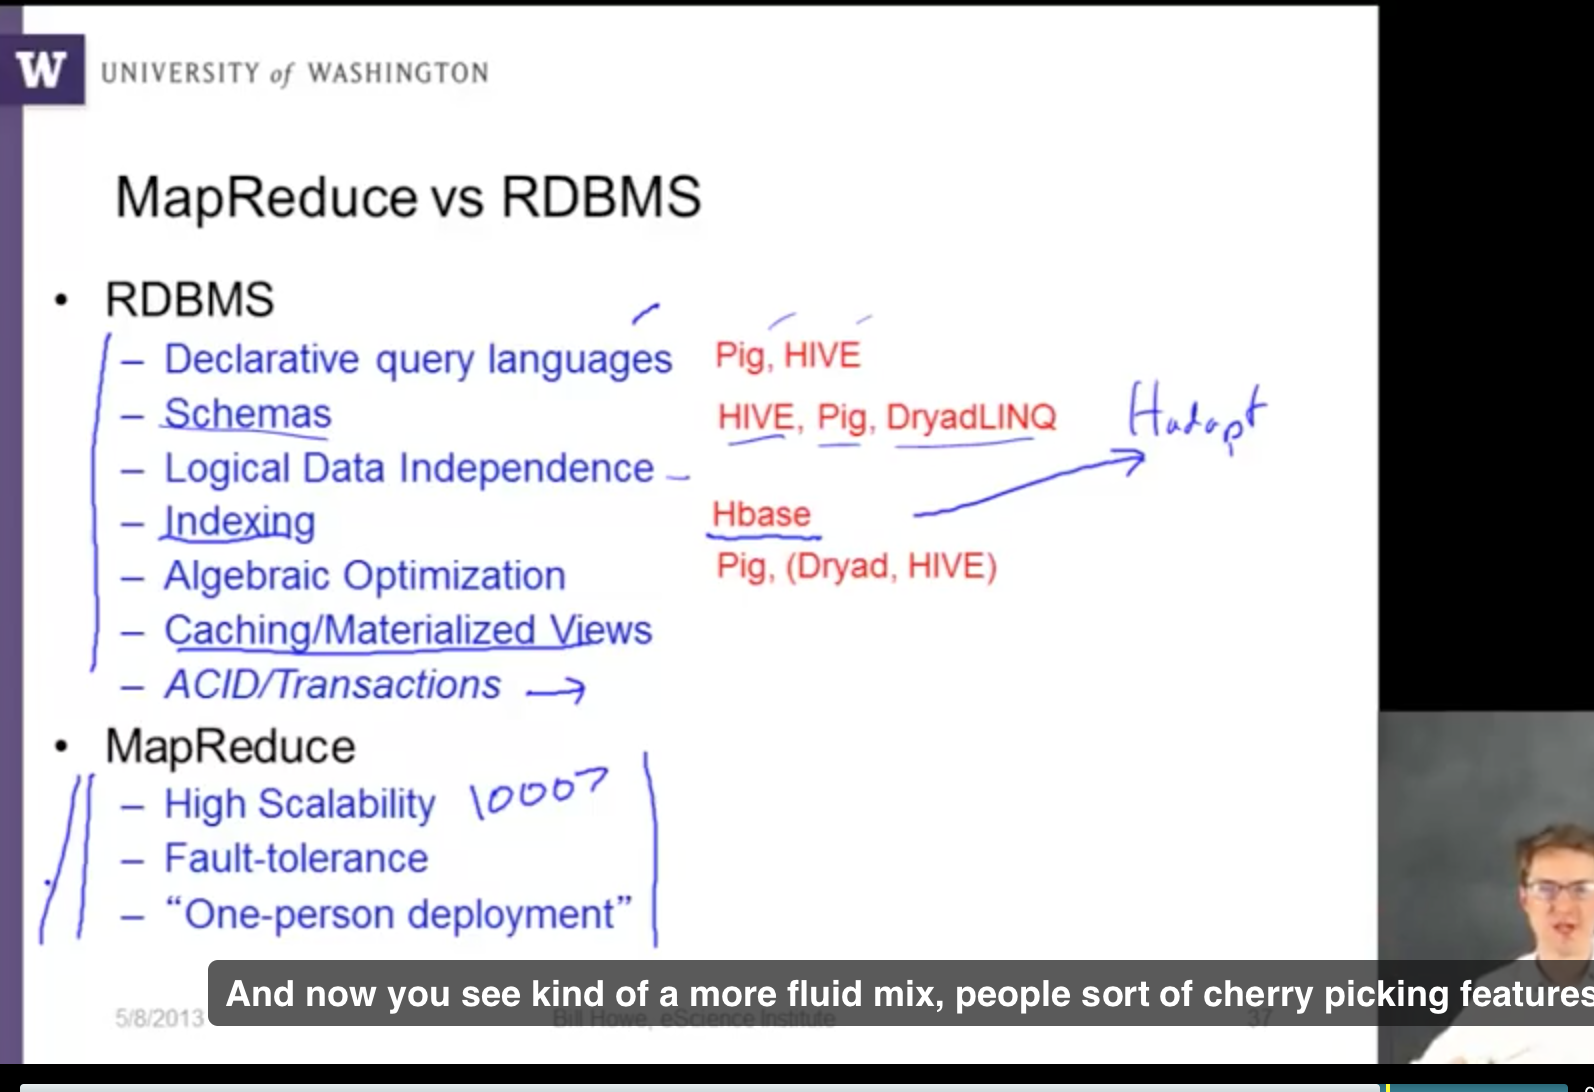 W UNIVERSITY of WASHINGTON
MapReduce vs RDBMS
• RDBMS
– Declarative query languages Pig, HIVE
– Schemas HIVE, Pig, DryadLINQ Hadapt
– Logical Data Independence
– Indexing Hbase
– Algebraic Optimization Pig, (Dryad, HIVE)
– Caching/Materialized Views
– ACID/Transactions
• MapReduce
– High Scalability 1000
– Fault-tolerance
– “One-person deployment”
And now you see kind of a more fluid mix, people sort of cherry picking features
5/8/2013 Bill Howe, eScience Institute 37